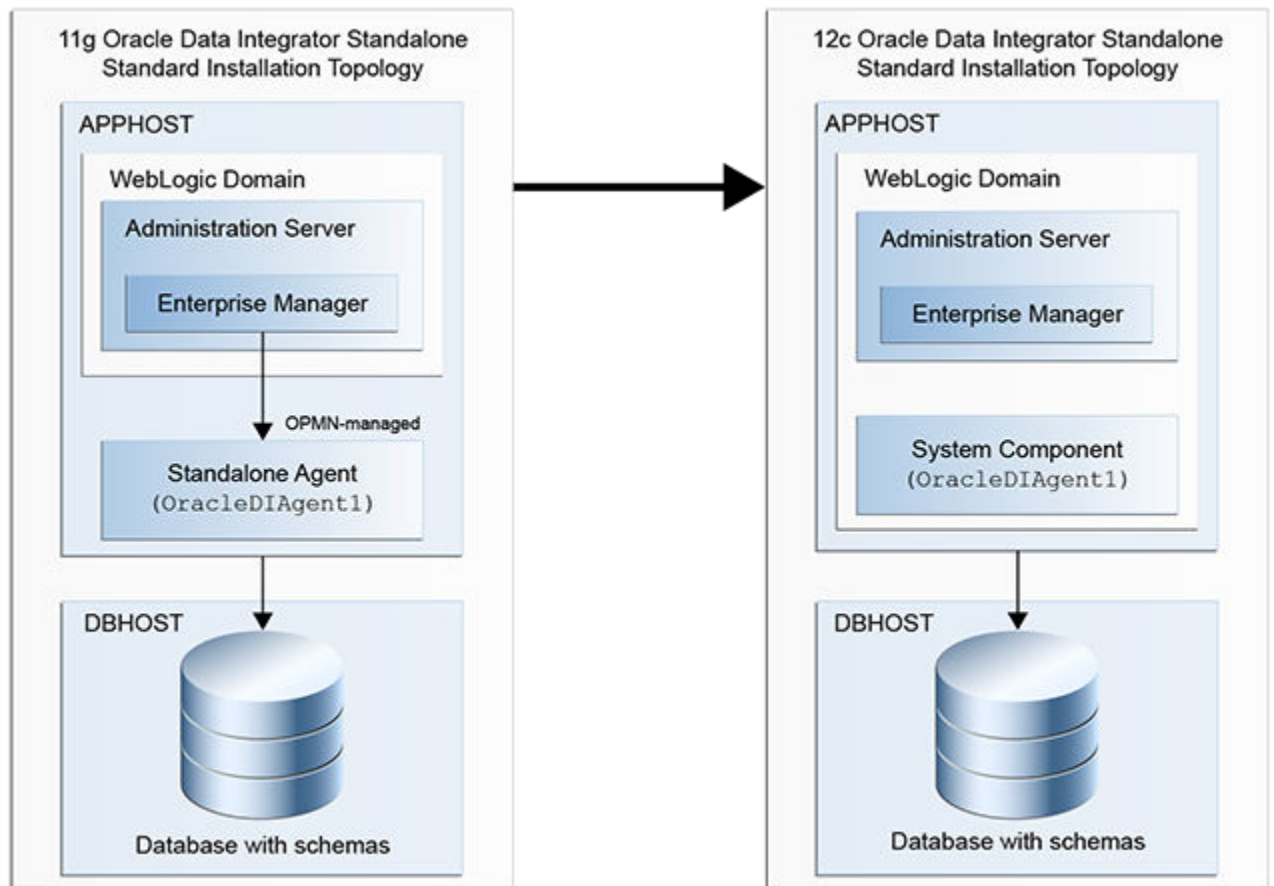 11g Oracle Data Integrator Standalone
Standard Installation Topology
APPHOST
WebLogic Domain
Administration Server
Enterprise Manager
OPMN-managed
Standalone Agent
(OracleDIAgent1)
DBHOST
Database with schemas
12c Oracle Data Integrator Standalone
Standard Installation Topology
APPHOST
WebLogic Domain
Administration Server
Enterprise Manager
System Component
(OracleDIAgent1)
DBHOST
Database with schemas